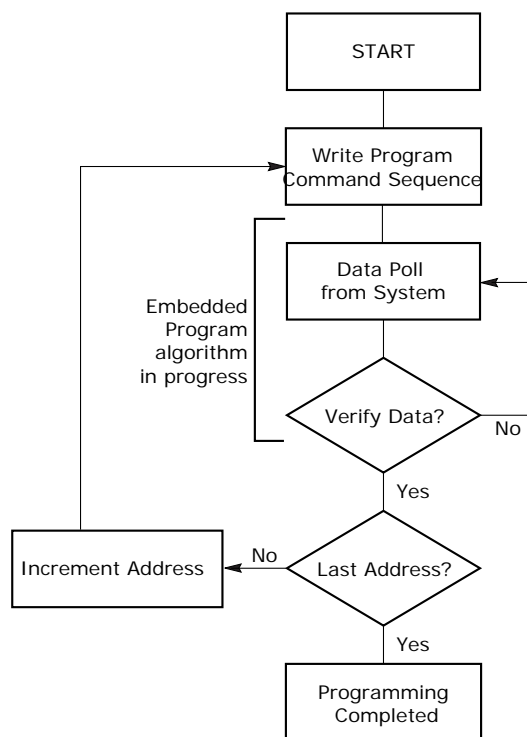 START
Write Program
Command Sequence
Data Poll
from System
Embedded
Program
algorithm
in progress
Verify Data?
No
Yes
No
Increment Address
Last Address?
Yes
Programming
Completed